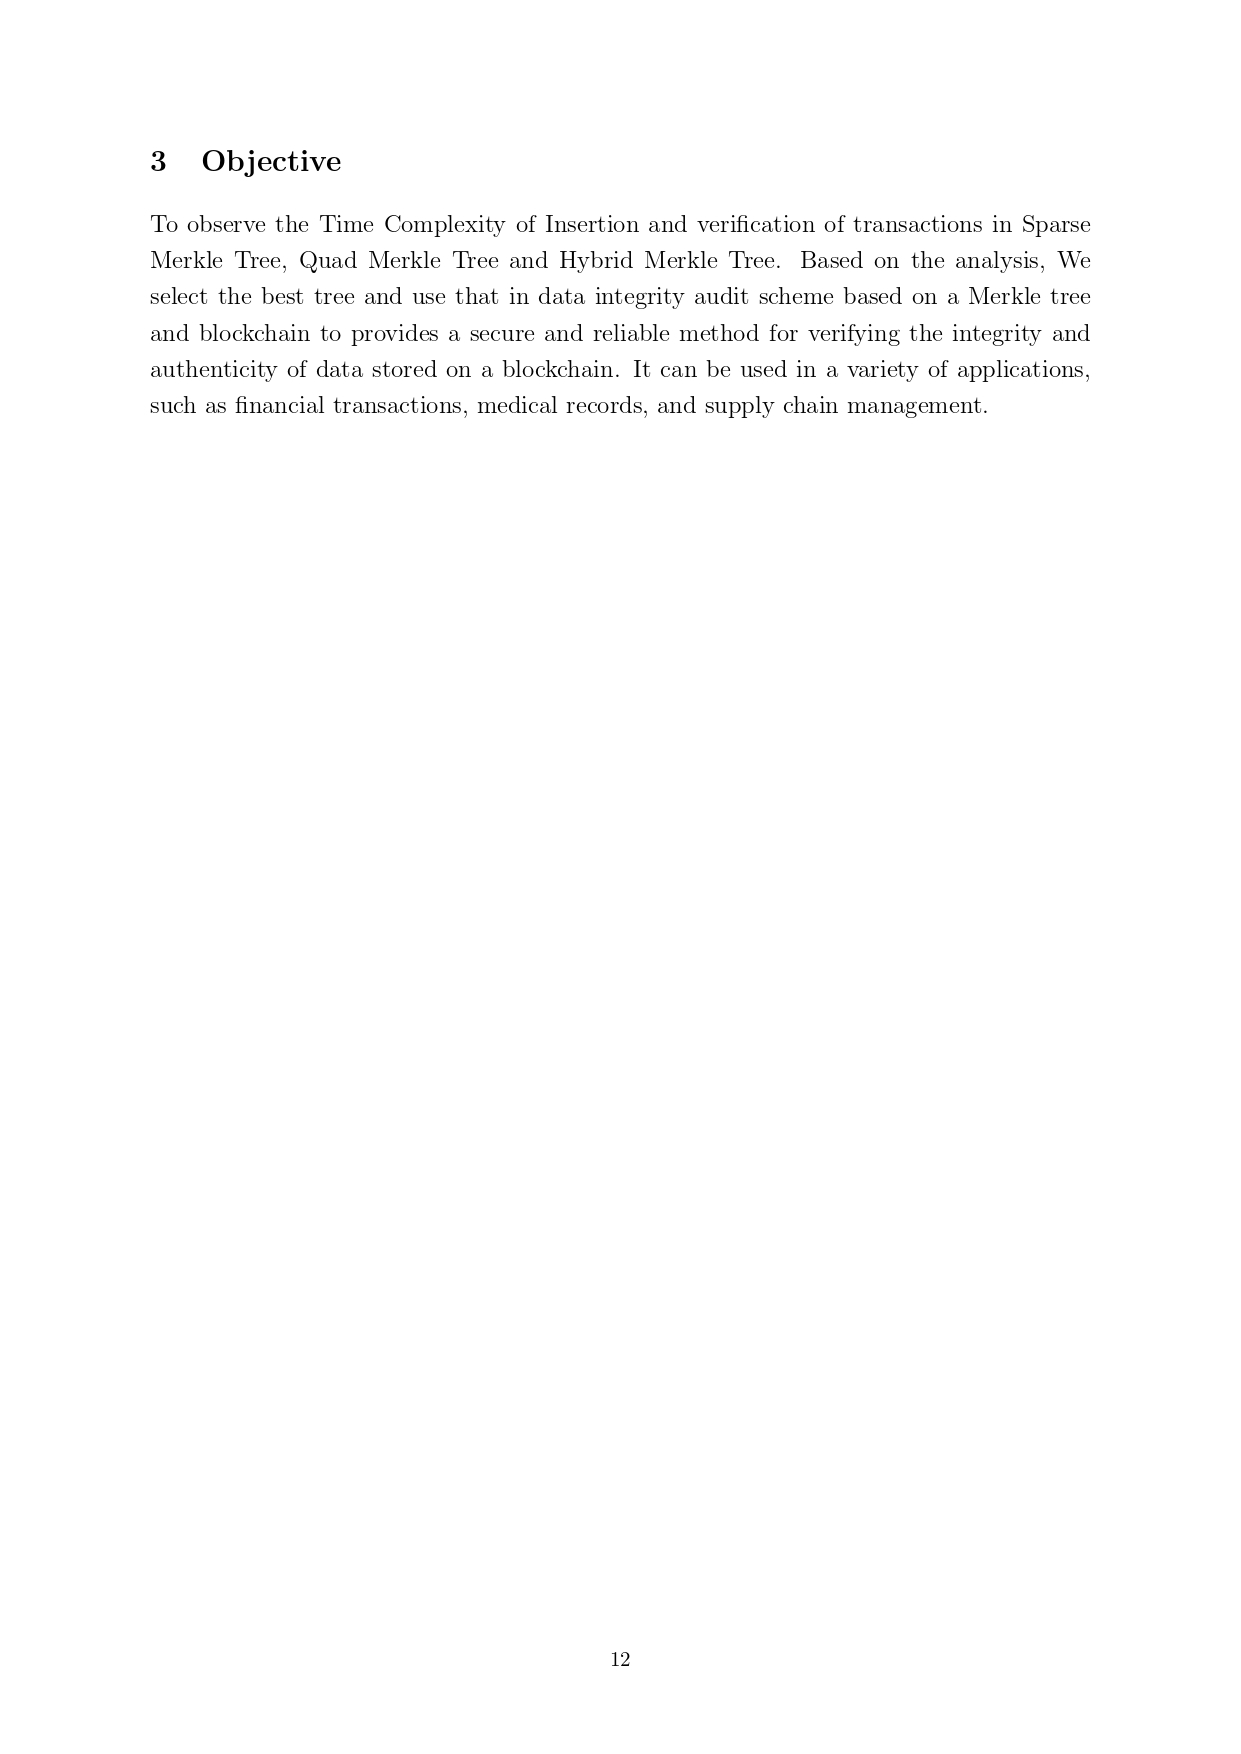 3 Objective
To observe the Time Complexity of Insertion and verification of transactions in Sparse
Merkle Tree, Quad Merkle Tree and Hybrid Merkle Tree. Based on the analysis, We
select the best tree and use that in data integrity audit scheme based on a Merkle tree
and blockchain to provides a secure and reliable method for verifying the integrity and
authenticity of data stored on a blockchain. It can be used in a variety of applications,
such as financial transactions, medical records, and supply chain management.
12